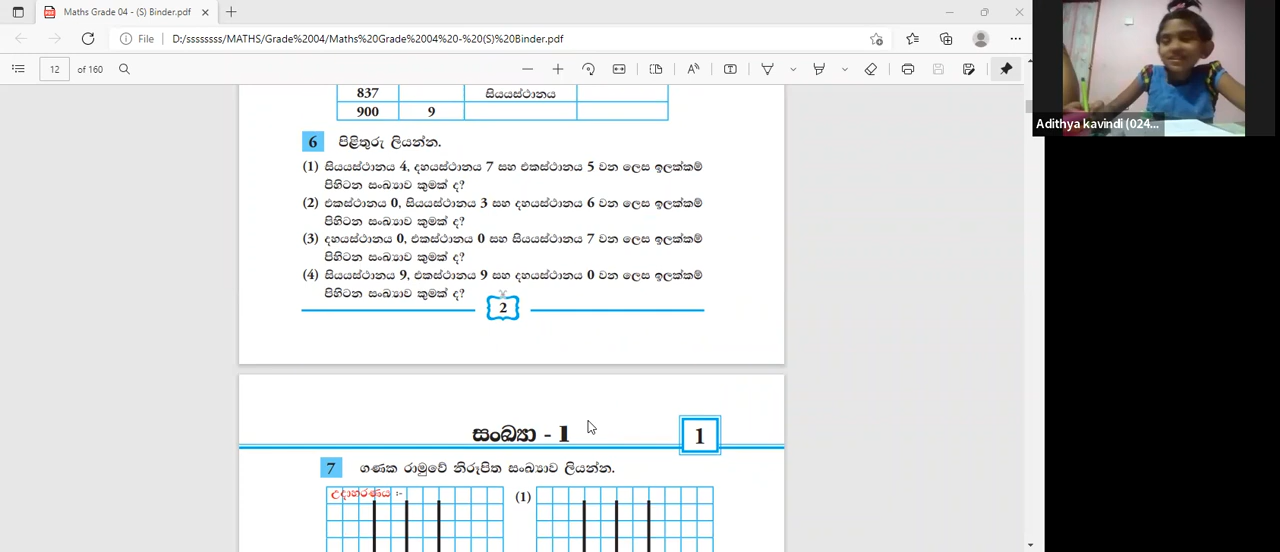 Maths Grade 04 - (S) Binder.pdf
File
D:/ssssssss/MATHS/Grade%2004/Maths%20Grade%2004%20-%20(S)%20Binder.pdf
12 of 160
837 සියයස්ථානය
900 9
6 පිළිතුරු ලියන්න.
(1) සියයස්ථානය 4, දහයස්ථානය 7 සහ එකස්ථානය 5 වන ලෙස ඉලක්කම්
පිහිටන සංඛ්‍යාව කුමක් ද?
(2) එකස්ථානය 0, සියයස්ථානය 3 සහ දහයස්ථානය 6 වන ලෙස ඉලක්කම්
පිහිටන සංඛ්‍යාව කුමක් ද?
(3) දහයස්ථානය 0, එකස්ථානය 0 සහ සියයස්ථානය 7 වන ලෙස ඉලක්කම්
පිහිටන සංඛ්‍යාව කුමක් ද?
(4) සියයස්ථානය 9, එකස්ථානය 9 සහ දහයස්ථානය 0 වන ලෙස ඉලක්කම්
පිහිටන සංඛ්‍යාව කුමක් ද?
2
සංඛ්‍යා - 1
1
7 ගණක රාමුවේ නිරූපිත සංඛ්‍යාව ලියන්න.
උදාහරණය :-
(1)
Adithya kavindi (024...